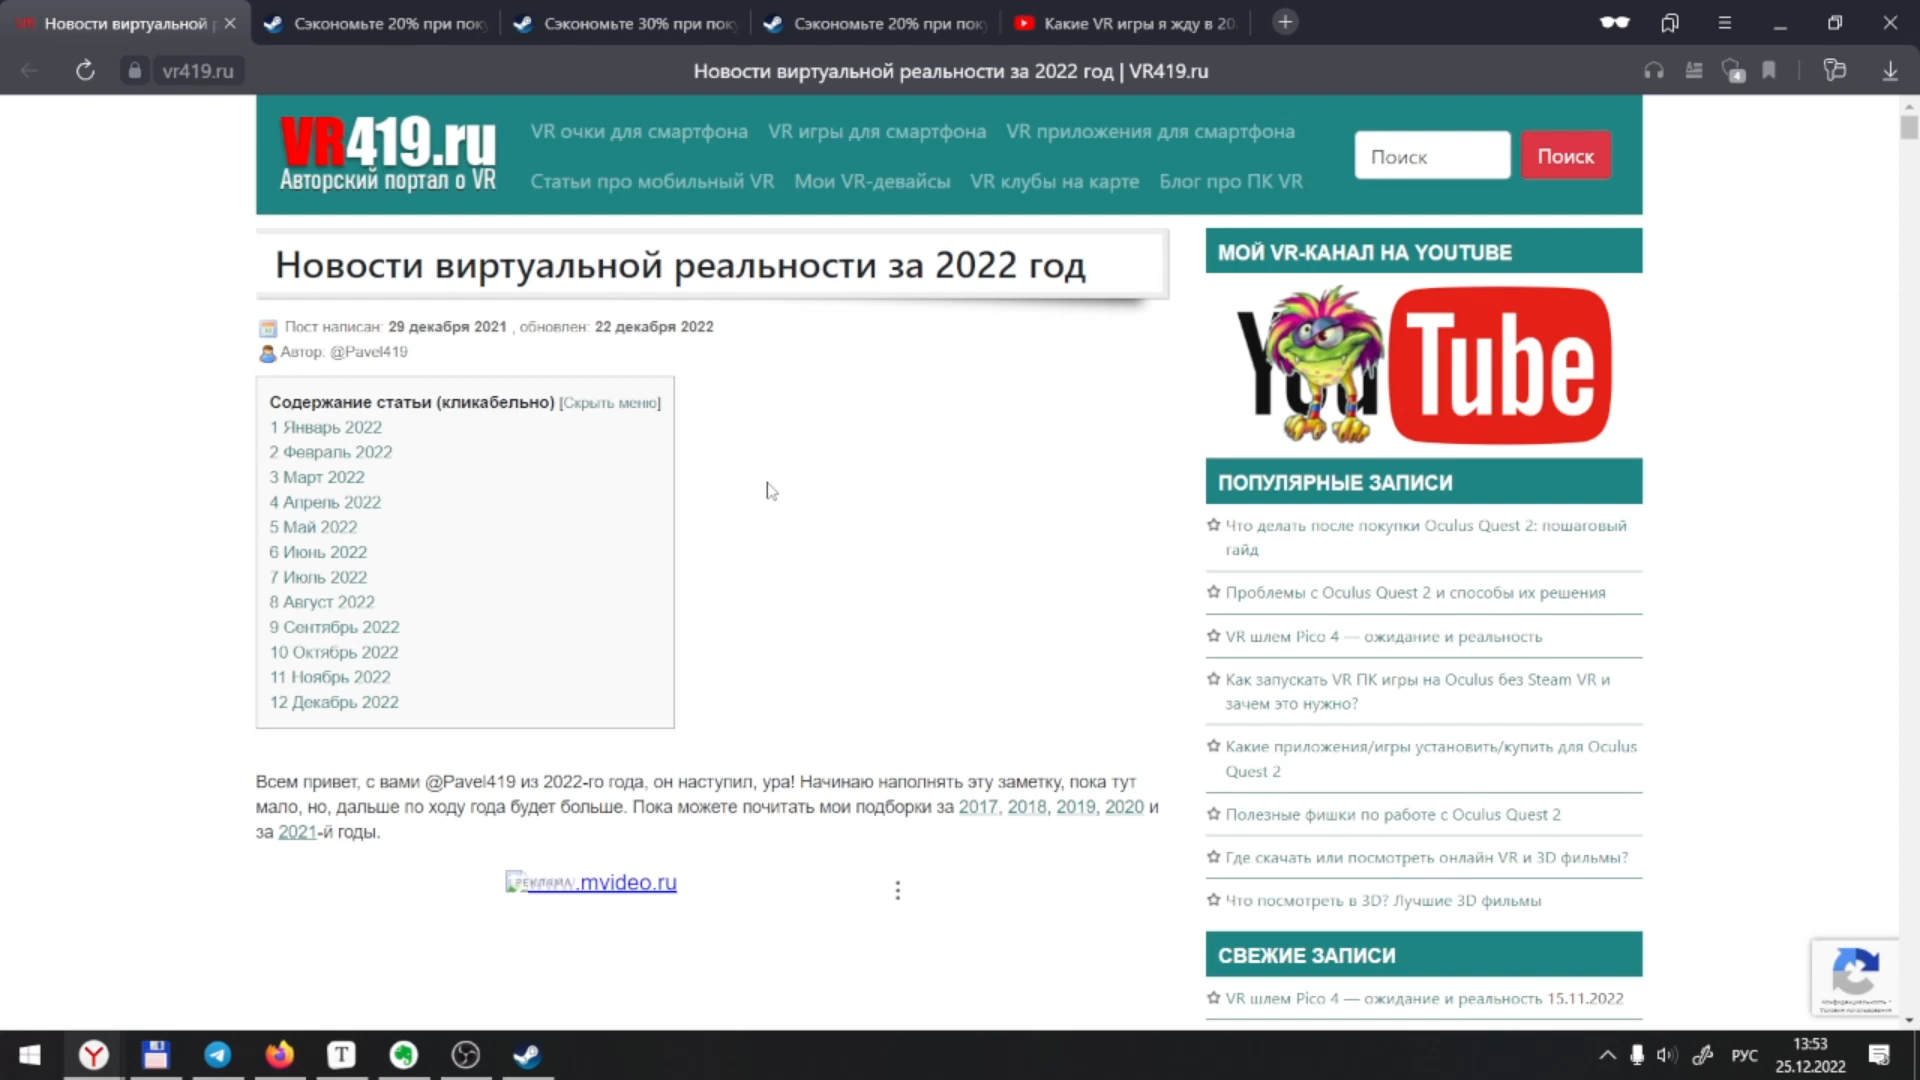 Новости виртуальной
Сэкономьте 20% при пок
Сэкономьте 30% при пок
Сэкономьте 20% при пок
Какие VR игры я жду в 20
vr419.ru
Новости виртуальной реальности за 2022 год | VR419.ru
4
VR419.ru
Авторский портал о VR
VR очки для смартфона
VR игры для смартфона
VR приложения для смартфона
Статьи про мобильный VR
Мои VR-девайсы
VR клубы на карте
Блог про ПК VR
Поиск
Поиск
Новости виртуальной реальности за 2022 год
Пост написан: 29 декабря 2021 , обновлен: 22 декабря 2022
Автор: @Pavel419
Содержание статьи (кликабельно) [Скрыть меню]
1 Январь 2022
2 Февраль 2022
3 Март 2022
4 Апрель 2022
5 Май 2022
6 Июнь 2022
7 Июль 2022
8 Август 2022
9 Сентябрь 2022
10 Октябрь 2022
11 Ноябрь 2022
12 Декабрь 2022
Всем привет, с вами @Pavel419 из 2022-го года, он наступил, ура! Начинаю наполнять эту заметку, пока тут
мало, но, дальше по ходу года будет больше. Пока можете почитать мои подборки за 2017, 2018, 2019, 2020 и
за 2021-й годы.
РЕКЛАМА
.mvideo.ru
МОЙ VR-КАНАЛ НА YOUTUBE
YouTube
ПОПУЛЯРНЫЕ ЗАПИСИ
Что делать после покупки Oculus Quest 2: пошаговый
гайд
Проблемы с Oculus Quest 2 и способы их решения
VR шлем Pico 4 — ожидание и реальность
Как запускать VR ПК игры на Oculus без Steam VR и
зачем это нужно?
Какие приложения/игры установить/купить для Oculus
Quest 2
Полезные фишки по работе с Oculus Quest 2
Где скачать или посмотреть онлайн VR и 3D фильмы?
Что посмотреть в 3D? Лучшие 3D фильмы
СВЕЖИЕ ЗАПИСИ
VR шлем Pico 4 — ожидание и реальность 15.11.2022
РУС
13:53
25.12.2022